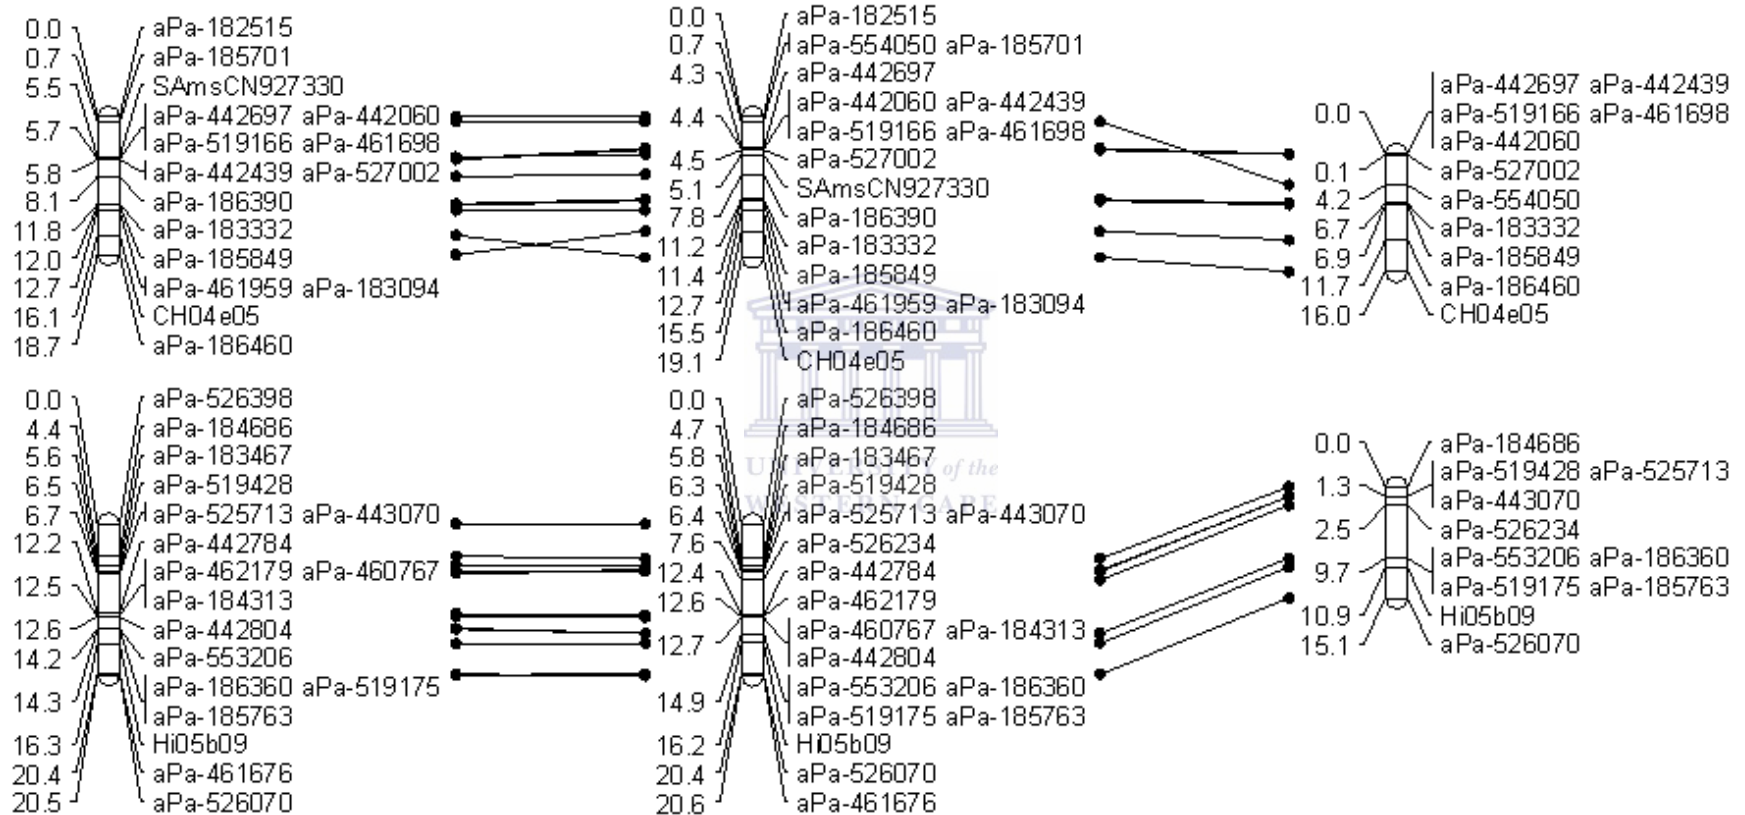 0.0 aPa-182515
0.7 aPa-185701
5.5 SAmsCN927330
5.7 aPa-442697 aPa-442060
aPa-519166 aPa-461698
5.8 aPa-442439 aPa-527002
8.1 aPa-186390
11.8 aPa-183332
12.0 aPa-185849
12.7 aPa-461959 aPa-183094
16.1 CH04e05
18.7 aPa-186460
0.0 aPa-182515
0.7 aPa-554050 aPa-185701
4.3 aPa-442697
4.4 aPa-442060 aPa-442439
aPa-519166 aPa-461698
4.5 aPa-527002
5.1 SAmsCN927330
7.8 aPa-186390
11.2 aPa-183332
11.4 aPa-185849
12.7 aPa-461959 aPa-183094
15.5 aPa-186460
19.1 CH04e05
aPa-442697 aPa-442439
0.0 aPa-519166 aPa-461698
aPa-442060
0.1 aPa-527002
4.2 aPa-554050
6.7 aPa-183332
6.9 aPa-185849
11.7 aPa-186460
16.0 CH04e05
0.0 aPa-526398
4.4 aPa-184686
5.6 aPa-183467
6.5 aPa-519428
6.7 aPa-525713 aPa-443070
12.2 aPa-442784
12.5 aPa-462179 aPa-460767
aPa-184313
12.6 aPa-442804
14.2 aPa-553206
14.3 aPa-186360 aPa-519175
aPa-185763
16.3 Hi05b09
20.4 aPa-461676
20.5 aPa-526070
0.0 aPa-526398
4.7 aPa-184686
5.8 aPa-183467
6.3 aPa-519428
6.4 aPa-525713 aPa-443070
7.6 aPa-526234
12.4 aPa-442784
12.6 aPa-462179
12.7 aPa-460767 aPa-184313
aPa-442804
14.9 aPa-553206 aPa-186360
aPa-519175 aPa-185763
16.2 Hi05b09
20.4 aPa-526070
20.6 aPa-461676
0.0 aPa-184686
1.3 aPa-519428 aPa-525713
aPa-443070
2.5 aPa-526234
9.7 aPa-553206 aPa-186360
aPa-519175 aPa-185763
10.9 Hi05b09
15.1 aPa-526070
UNIVERSITY of the
WESTERN CAPE